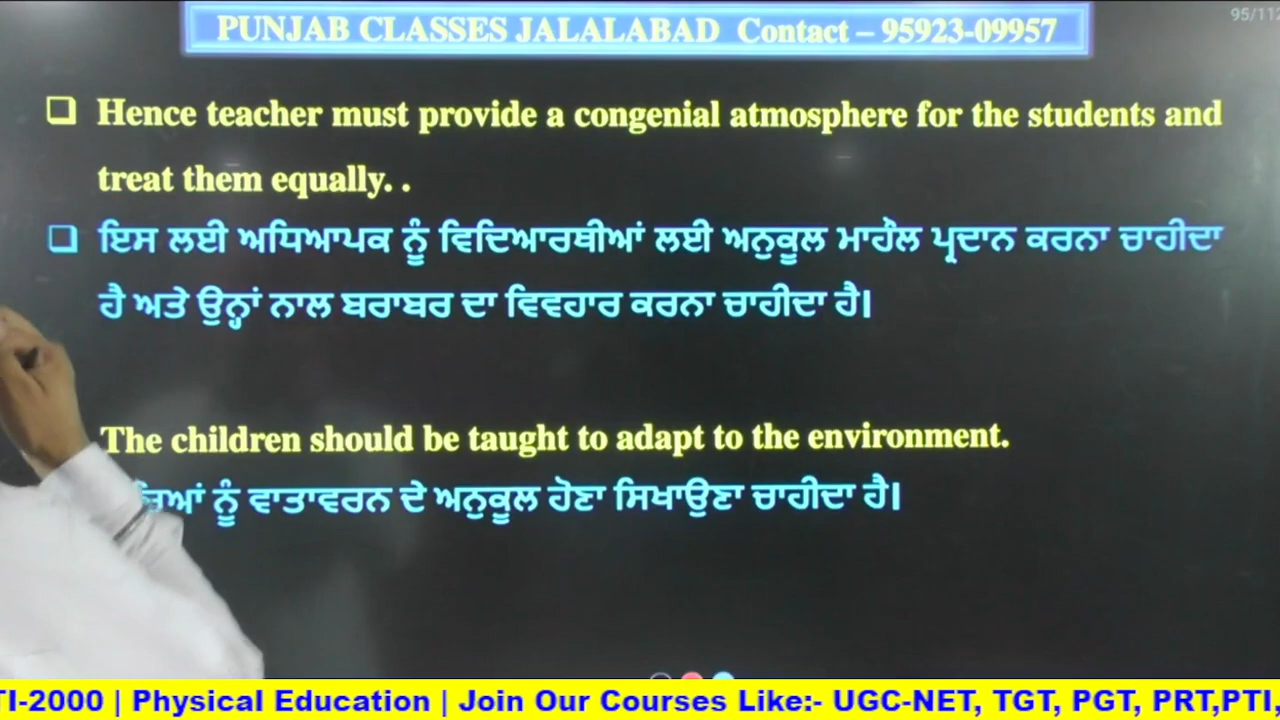 PUNJAB CLASSES JALALABAD Contact – 95923-09957
95/112
Hence teacher must provide a congenial atmosphere for the students and
treat them equally. .
ਇਸ ਲਈ ਅਧਿਆਪਕ ਨੂੰ ਵਿਦਿਆਰਥੀਆਂ ਲਈ ਅਨੁਕੂਲ ਮਾਹੌਲ ਪ੍ਰਦਾਨ ਕਰਨਾ ਚਾਹੀਦਾ
ਹੈ ਅਤੇ ਉਨ੍ਹਾਂ ਨਾਲ ਬਰਾਬਰ ਦਾ ਵਿਵਹਾਰ ਕਰਨਾ ਚਾਹੀਦਾ ਹੈ।
The children should be taught to adapt to the environment.
ਨੂੰ ਵਾਤਾਵਰਨ ਦੇ ਅਨੁਕੂਲ ਹੋਣਾ ਸਿਖਾਉਣਾ ਚਾਹੀਦਾ ਹੈ।
TI-2000 | Physical Education | Join Our Courses Like:- UGC-NET, TGT, PGT, PRT,PTI,